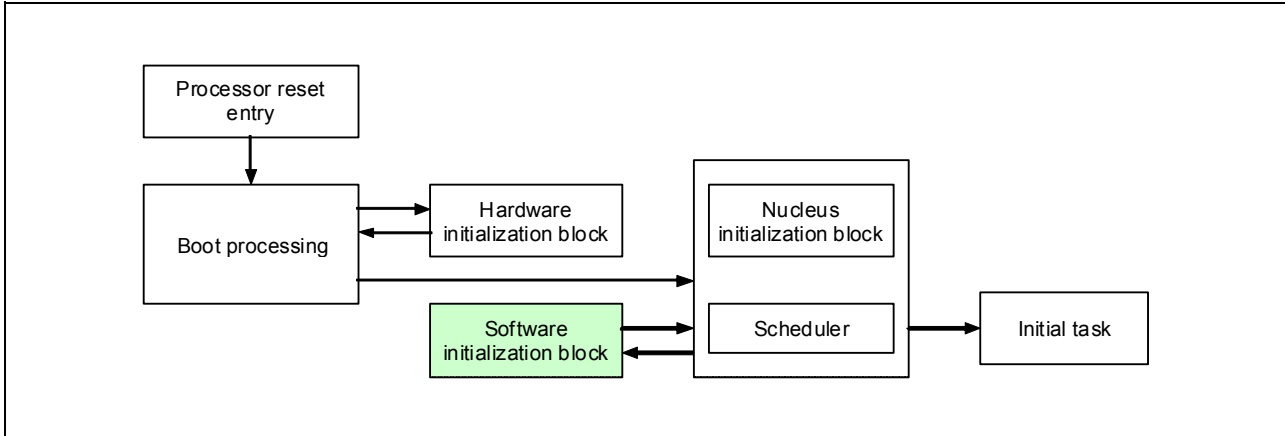 Processor reset
entry
Boot processing
Hardware
initialization block
Nucleus
initialization block
Software
initialization block
Scheduler
Initial task